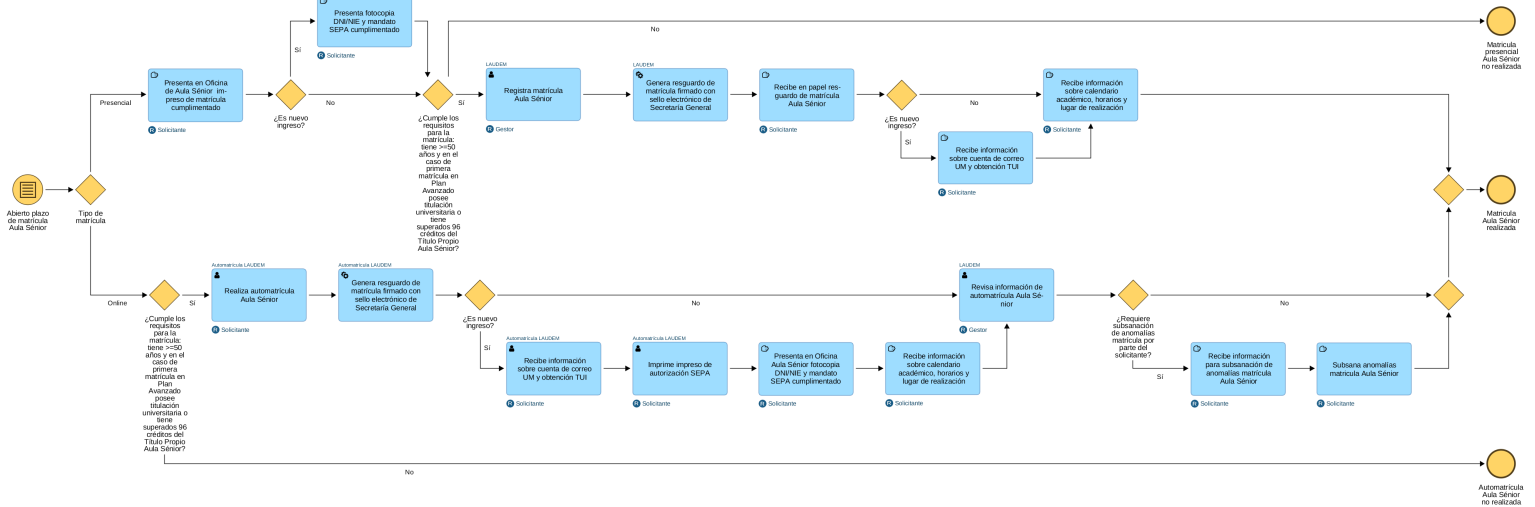 Presenta fotocopia
DNI/NIE y mandato
SEPA cumplimentado
R Solicitante
Sí
No
Matricula
presencial
Aula Sénior
no realizada
Presencial
Presenta en Oficina
de Aula Sénior im-
preso de matrícula
cumplimentado
R Solicitante
¿Es nuevo
ingreso?
No
¿Cumple los
requisitos
para la
matrícula:
tiene >=50
años y en el
caso de
primera
matrícula en
Plan
Avanzado
posee
titulación
universitaria o
tiene
superados 96
créditos del
Título Propio
Aula Sénior?
Sí
LAUDEM
Registra matrícula
Aula Sénior
R Gestor
LAUDEM
Genera resguardo de
matrícula firmado con
sello electrónico de
Secretaría General
Recibe en papel res-
guardo de matrícula
Aula Sénior
R Solicitante
¿Es nuevo
ingreso?
No
Sí
Recibe información
sobre calendario
académico, horarios y
lugar de realización
R Solicitante
Recibe información
sobre cuenta de correo
UM y obtención TUI
R Solicitante
Abierto plazo
de matrícula
Aula Sénior
Tipo de
matrícula
Matricula
Aula Sénior
realizada
Online
¿Cumple los
requisitos
para la
matrícula:
tiene >=50
años y en el
caso de
primera
matrícula en
Plan
Avanzado
posee
titulación
universitaria o
tiene
superados 96
créditos del
Título Propio
Aula Sénior?
Sí
Automatrícula LAUDEM
Realiza automatrícula
Aula Sénior
R Solicitante
Automatrícula LAUDEM
Genera resguardo de
matrícula firmado con
sello electrónico de
Secretaría General
¿Es nuevo
ingreso?
No
Sí
Automatrícula LAUDEM
Recibe información
sobre cuenta de correo
UM y obtención TUI
R Solicitante
Automatrícula LAUDEM
Imprime impreso de
autorización SEPA
R Solicitante
Presenta en Oficina
Aula Sénior fotocopia
DNI/NIE y mandato
SEPA cumplimentado
R Solicitante
Recibe información
sobre calendario
académico, horarios y
lugar de realización
R Solicitante
LAUDEM
Revisa información de
automatrícula Aula Sé-
nior
R Gestor
¿Requiere
subsanación
de anomalías
matrícula por
parte del
solicitante?
No
Sí
Recibe información
para subsanación de
anomalías matrícula
Aula Sénior
R Solicitante
Subsana anomalías
matricula Aula Sénior
R Solicitante
No
Automatrícula
Aula Sénior
no realizada